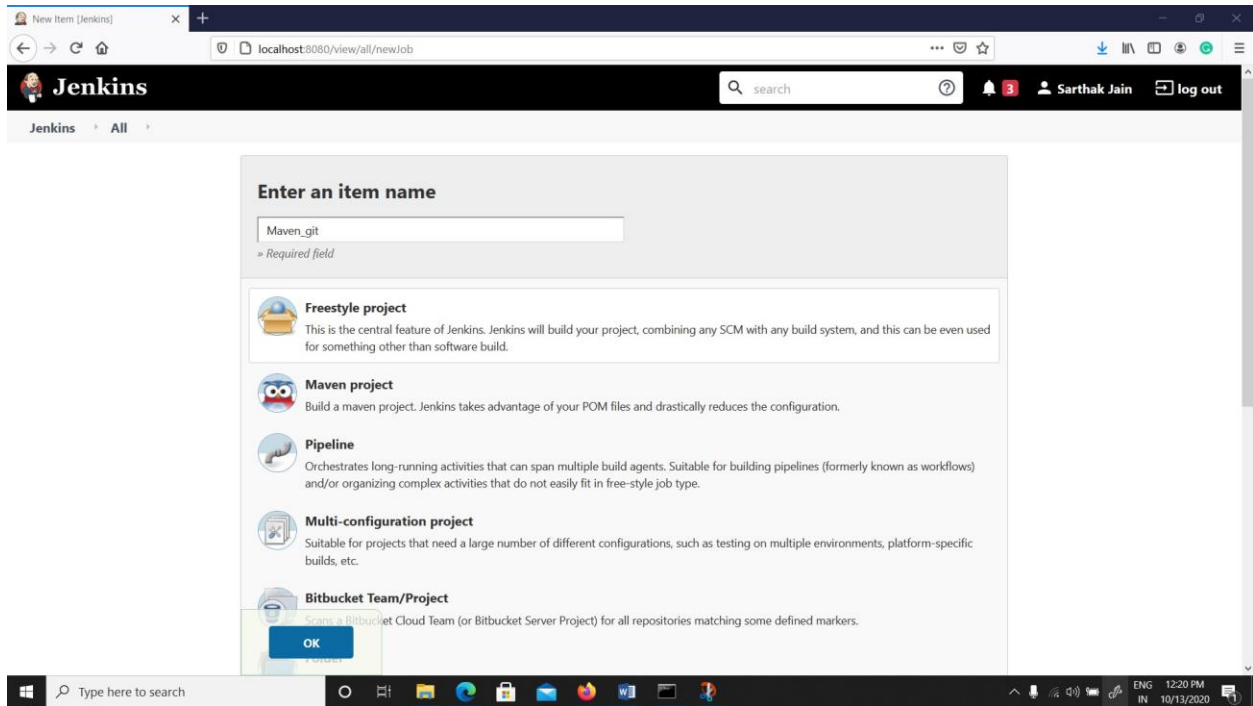 New Item [Jenkins]
localhost:8080/view/all/newJob
Jenkins
search
3
Sarthak Jain
log out
Jenkins
All
Enter an item name
Maven_git
» Required field
Freestyle project
This is the central feature of Jenkins. Jenkins will build your project, combining any SCM with any build system, and this can be even used
for something other than software build.
Maven project
Build a maven project. Jenkins takes advantage of your POM files and drastically reduces the configuration.
Pipeline
Orchestrates long-running activities that can span multiple build agents. Suitable for building pipelines (formerly known as workflows)
and/or organizing complex activities that do not easily fit in free-style job type.
Multi-configuration project
Suitable for projects that need a large number of different configurations, such as testing on multiple environments, platform-specific
builds, etc.
Bitbucket Team/Project
Scans a Bitbucket Cloud Team (or Bitbucket Server Project) for all repositories matching some defined markers.
OK
Folder
Type here to search
ENG
IN
12:20 PM
10/13/2020
1